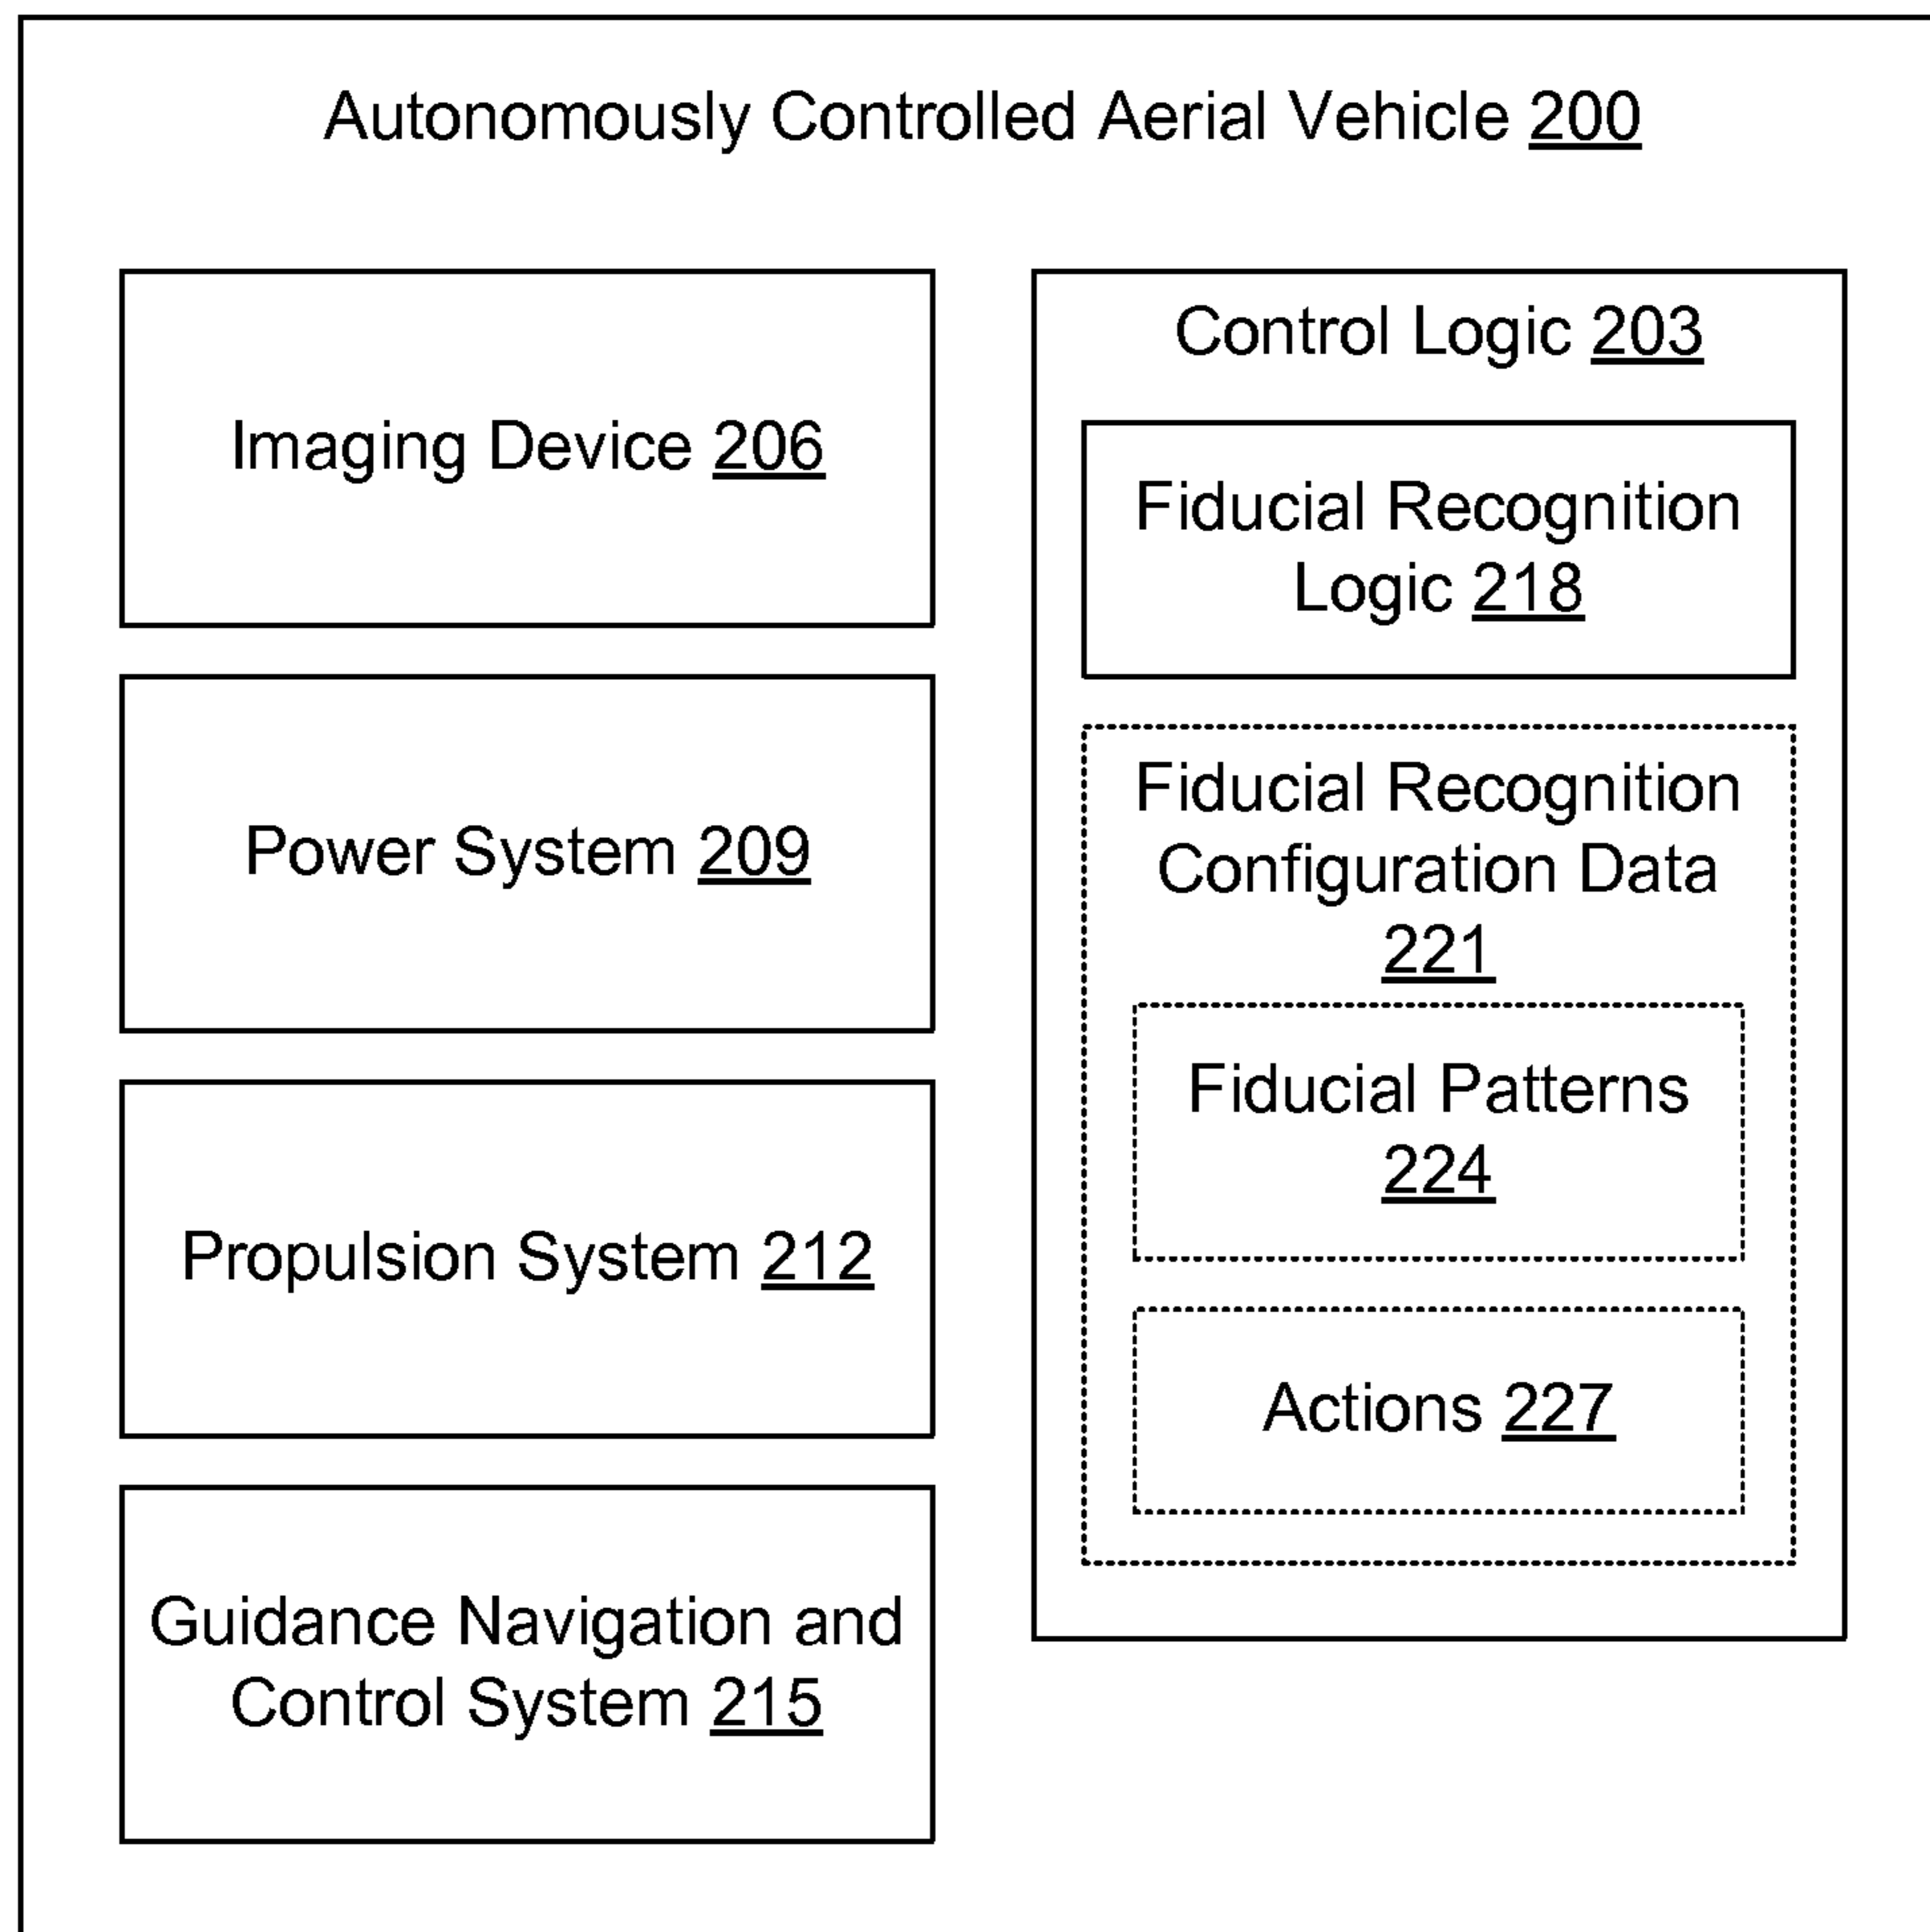 Autonomously Controlled Aerial Vehicle 200
Imaging Device 206
Power System 209
Propulsion System 212
Guidance Navigation and
Control System 215
Control Logic 203
Fiducial Recognition
Logic 218
Fiducial Recognition
Configuration Data
221
Fiducial Patterns
224
Actions 227